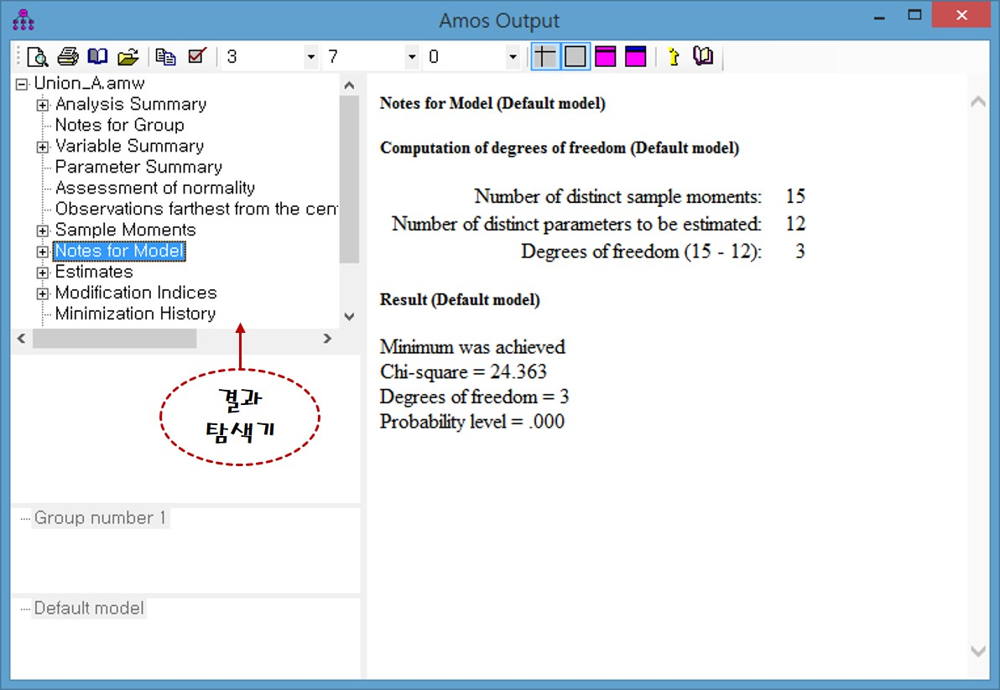 Amos Output
3 7 0
Union_A.amw
Analysis Summary
Notes for Group
Variable Summary
Parameter Summary
Assessment of normality
Observations farthest from the cen
Sample Moments
Notes for Model
Estimates
Modification Indices
Minimization History
결과
탐색기
Group number 1
Default model
Notes for Model (Default model)
Computation of degrees of freedom (Default model)
Number of distinct sample moments: 15
Number of distinct parameters to be estimated: 12
Degrees of freedom (15 - 12): 3
Result (Default model)
Minimum was achieved
Chi-square = 24.363
Degrees of freedom = 3
Probability level = .000